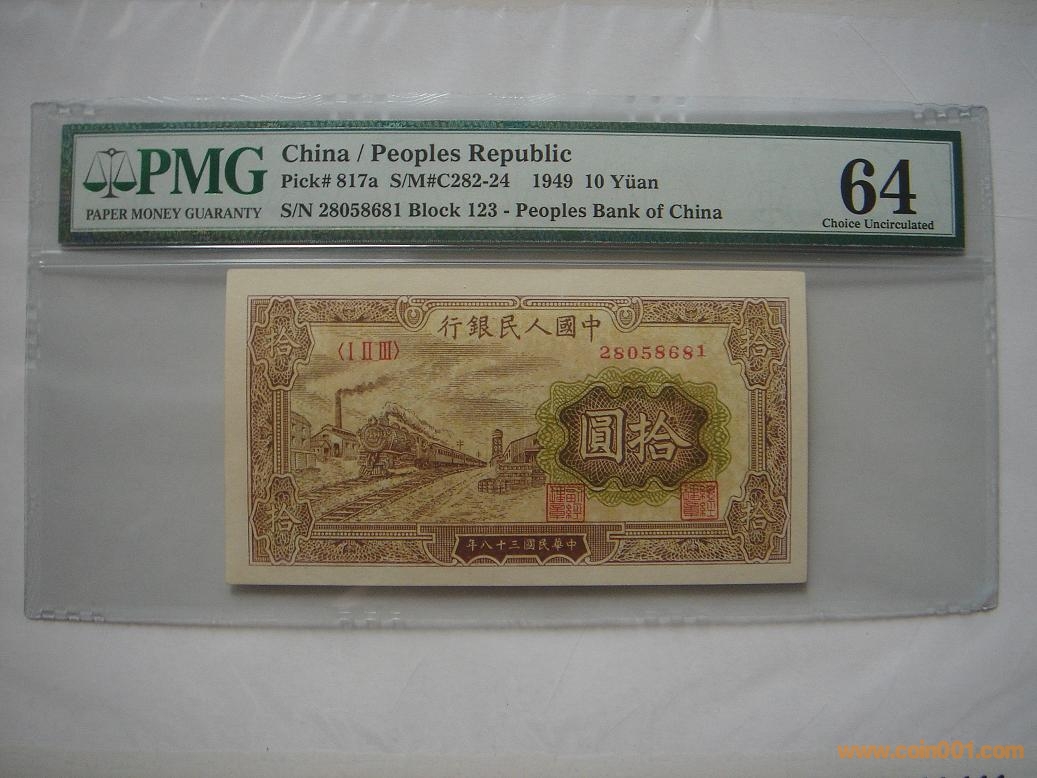 PMG
PAPER MONEY GUARANTY
China / Peoples Republic
Pick# 817a S/M#C282-24 1949 10 Yüan
S/N 28058681 Block 123 - Peoples Bank of China
64
Choice Uncirculated
行銀民人國中
〈I II III〉
28058681
拾
拾
圓拾
拾
拾
年八十三國民華中
www.coin001.com